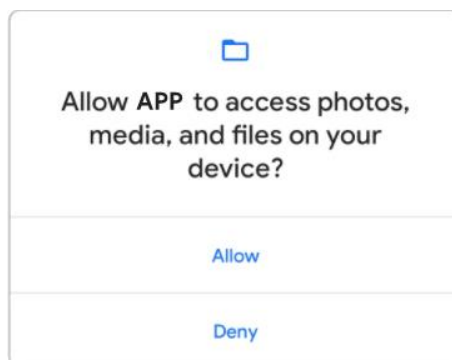 Allow APP to access photos,
media, and files on your
device?
Allow
Deny